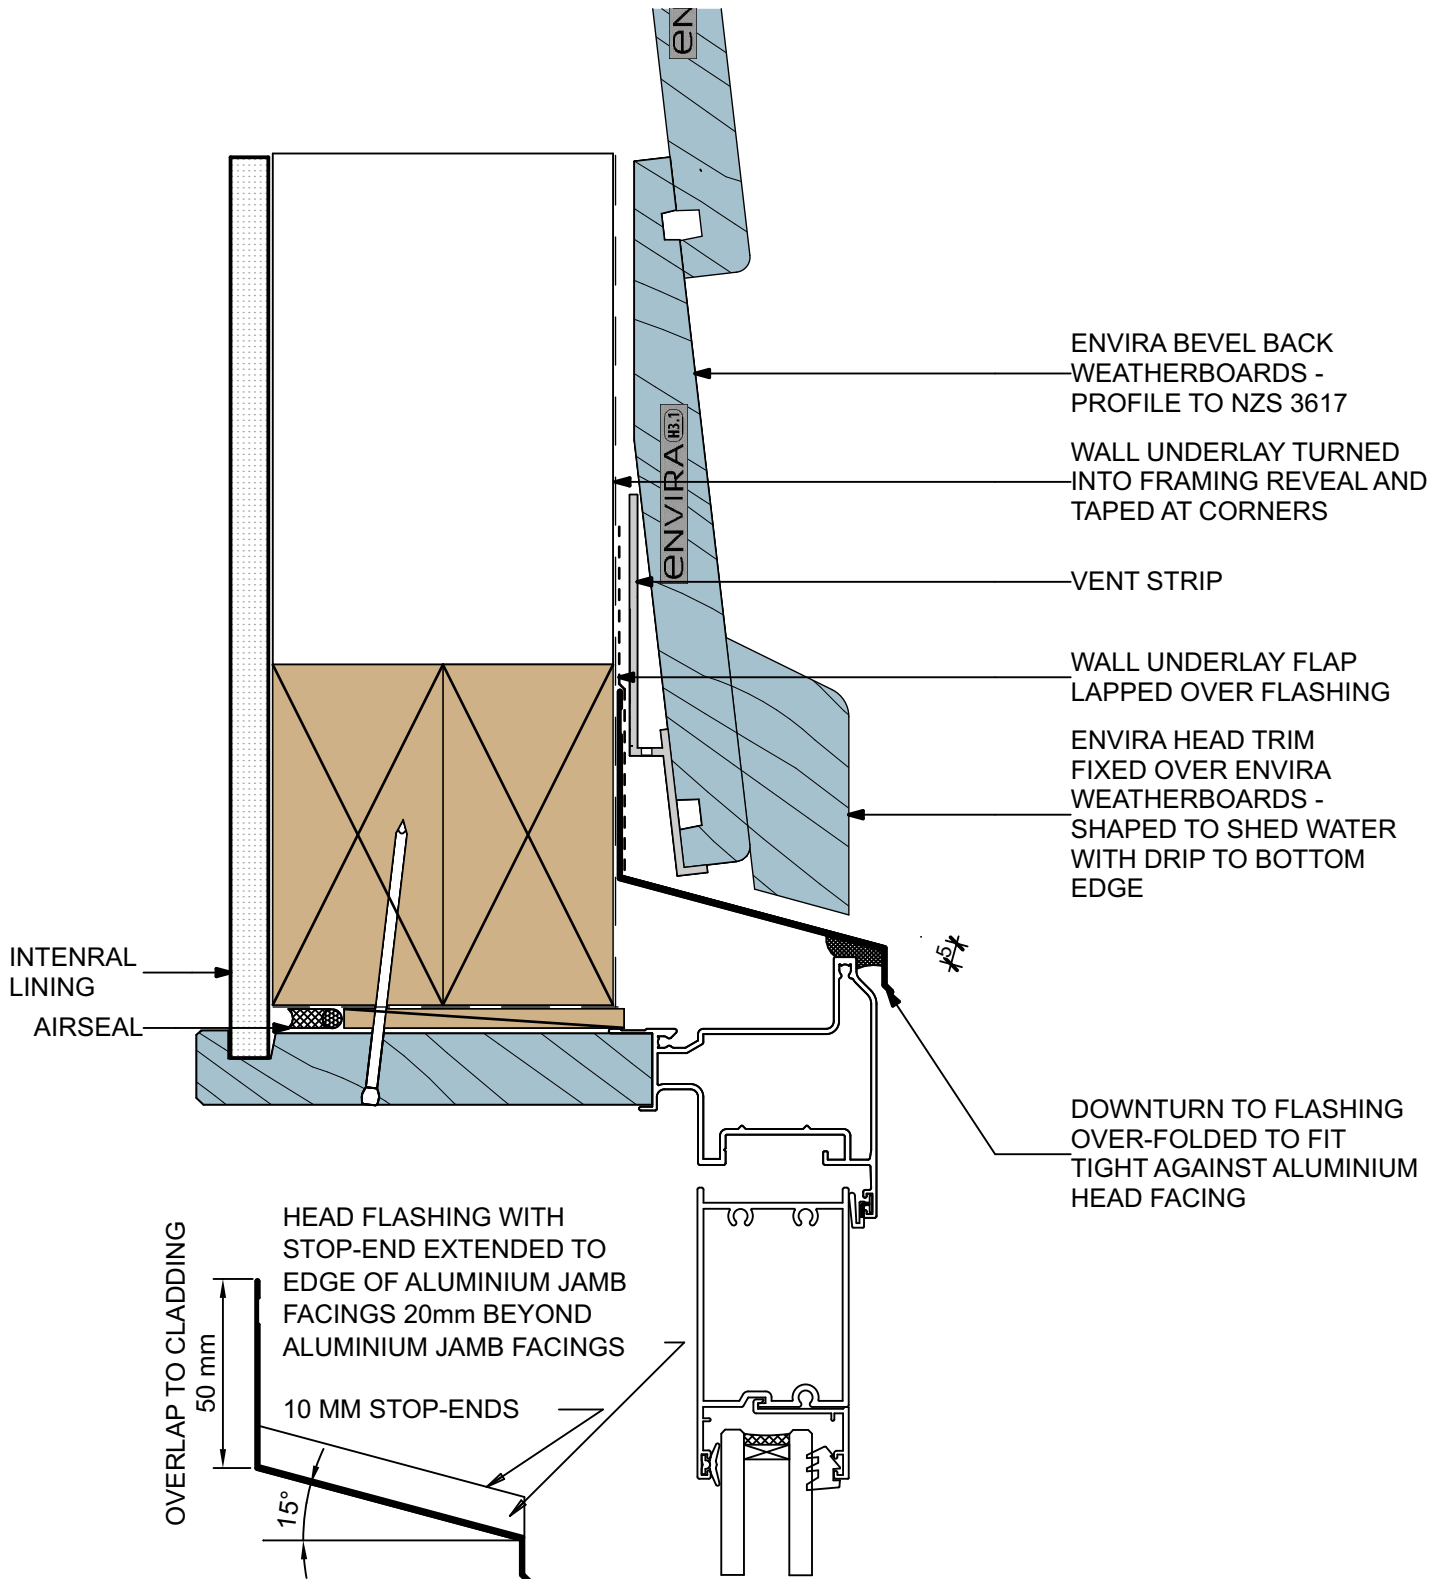 en
ENVIRA BEVEL BACK
WEATHERBOARDS -
PROFILE TO NZS 3617
WALL UNDERLAY TURNED
INTO FRAMING REVEAL AND
TAPED AT CORNERS
eNVIRA H3.1
VENT STRIP
WALL UNDERLAY FLAP
LAPPED OVER FLASHING
ENVIRA HEAD TRIM
FIXED OVER ENVIRA
WEATHERBOARDS -
SHAPED TO SHED WATER
WITH DRIP TO BOTTOM
EDGE
5
INTENRAL
LINING
AIRSEAL
DOWNTURN TO FLASHING
OVER-FOLDED TO FIT
TIGHT AGAINST ALUMINIUM
HEAD FACING
HEAD FLASHING WITH
STOP-END EXTENDED TO
EDGE OF ALUMINIUM JAMB
FACINGS 20mm BEYOND
ALUMINIUM JAMB FACINGS
10 MM STOP-ENDS
OVERLAP TO CLADDING
50 mm
15°